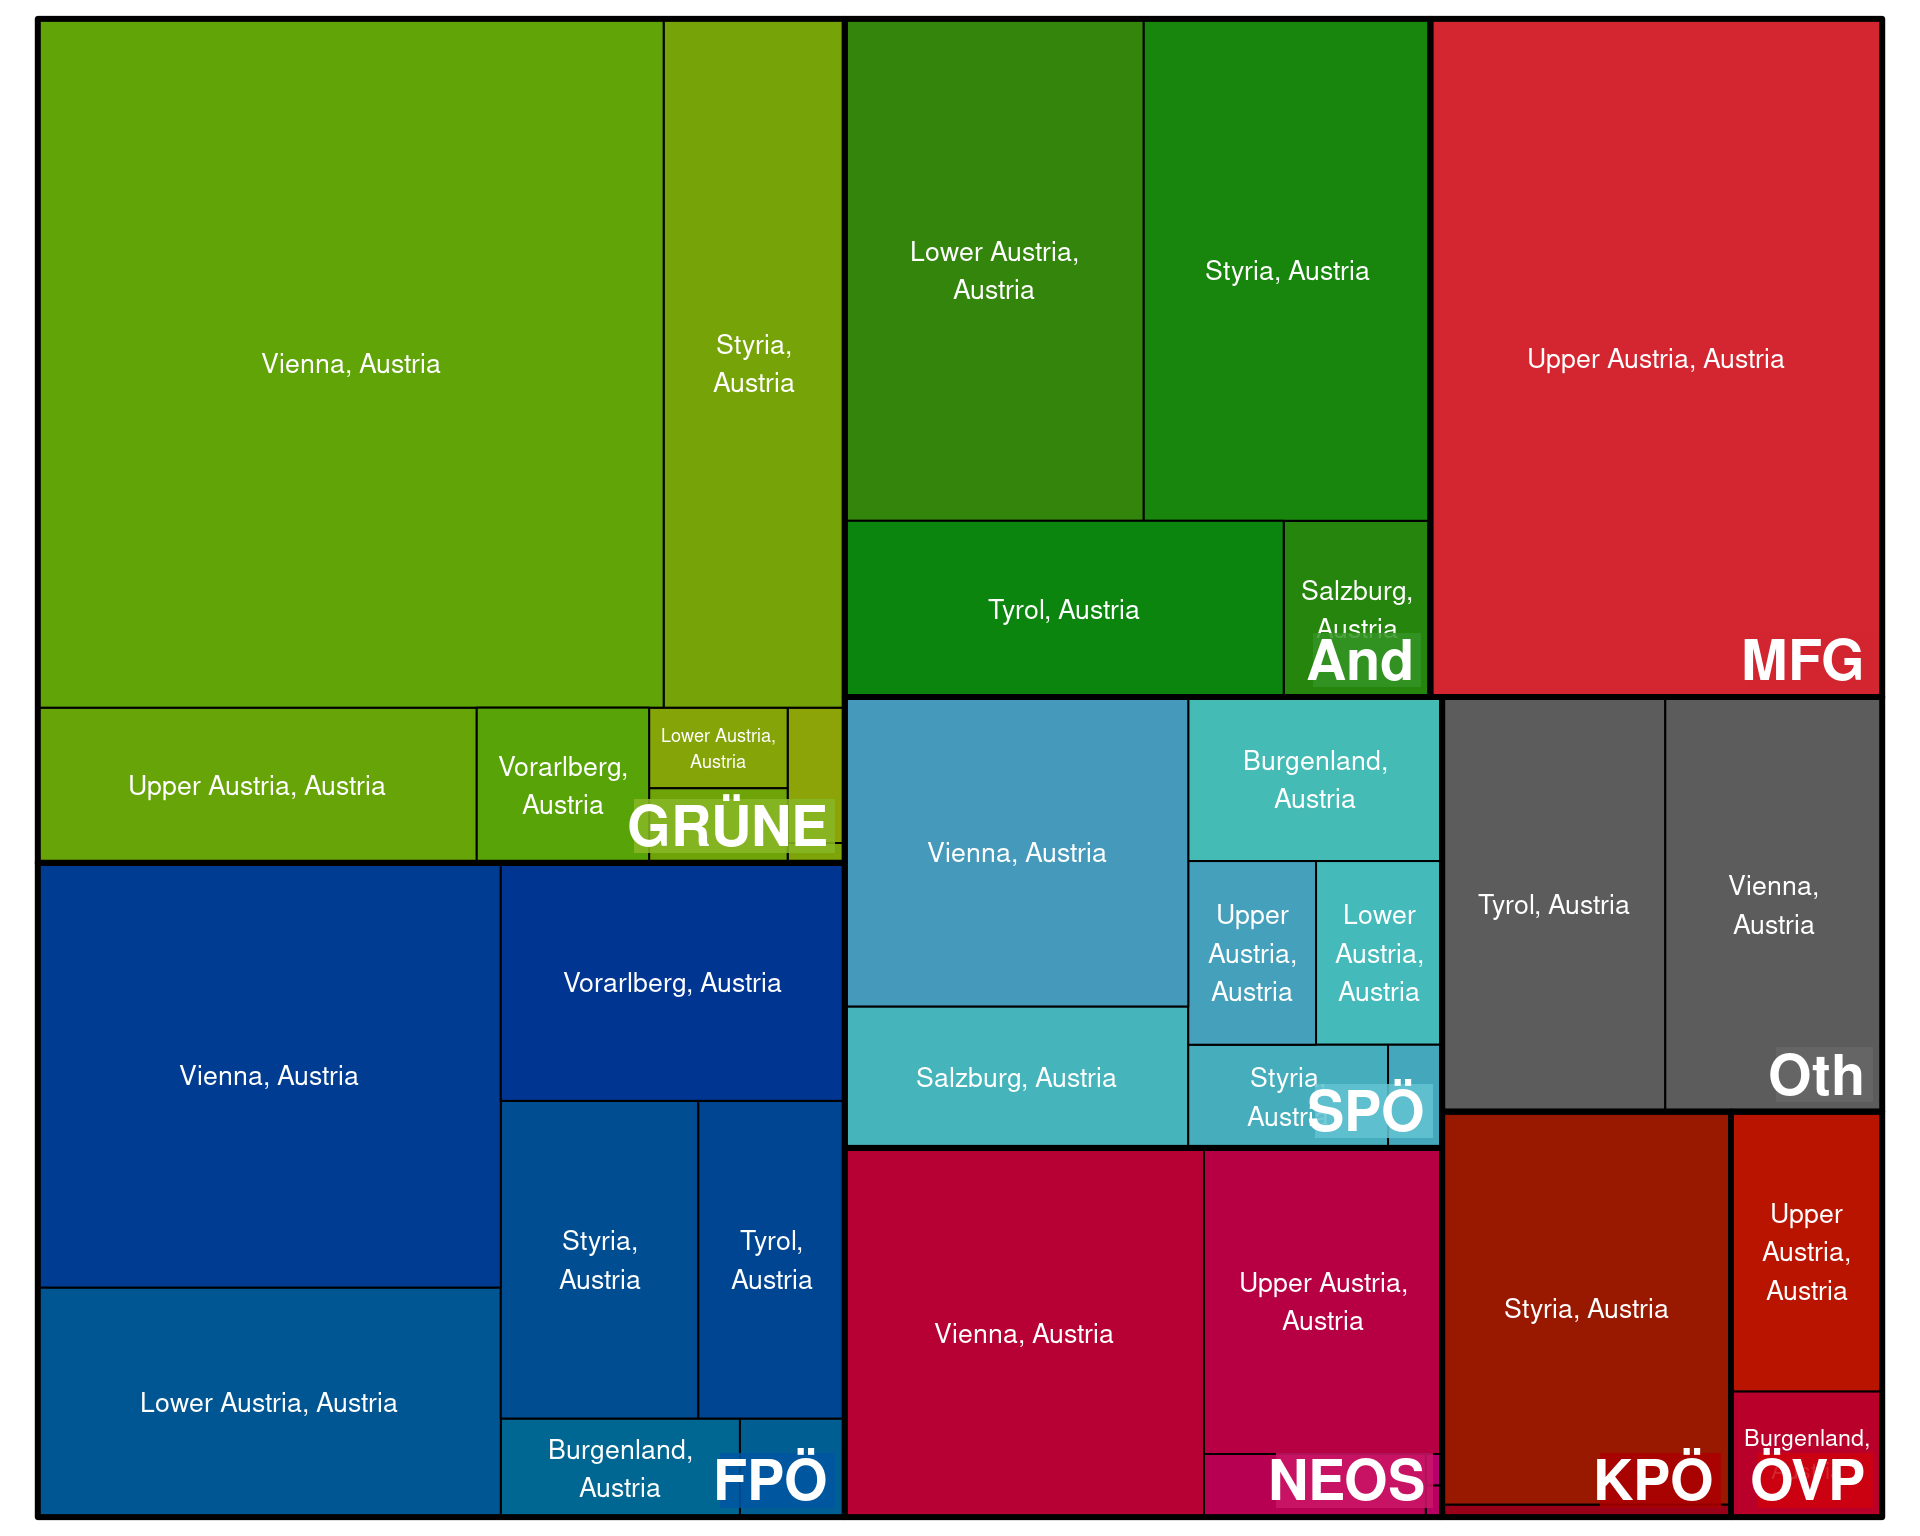 Vienna, Austria
Styria,
Austria
Upper Austria, Austria
Vorarlberg,
Austria
Lower Austria,
Austria
GRÜNE
Lower Austria,
Austria
Styria, Austria
Tyrol, Austria
Salzburg,
Austria
And
Upper Austria, Austria
MFG
Vienna, Austria
Lower Austria, Austria
Vorarlberg, Austria
Styria,
Austria
Tyrol,
Austria
Burgenland,
Austria
FPÖ
Vienna, Austria
Salzburg, Austria
Burgenland,
Austria
Upper
Austria,
Austria
Lower
Austria,
Austria
Styria,
Austria
SPÖ
Vienna, Austria
Upper Austria,
Austria
NEOS
Tyrol, Austria
Vienna,
Austria
Oth
Styria, Austria
KPÖ
Upper
Austria,
Austria
Burgenland,
ÖVP